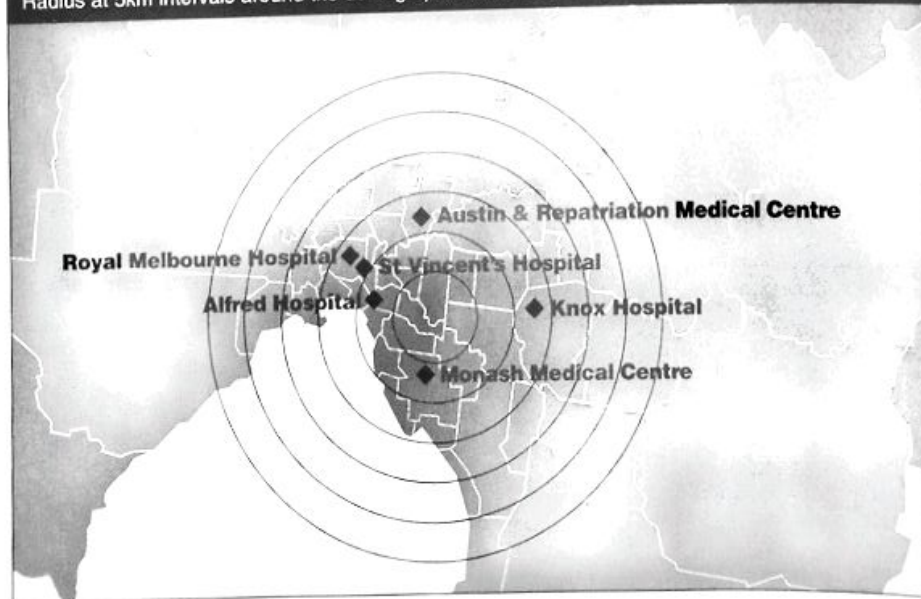 Radius at 5km intervals around the
Austin & Repatriation Medical Centre
Royal Melbourne Hospital
St Vincent's Hospital
Alfred Hospital
Knox Hospital
Monash Medical Centre